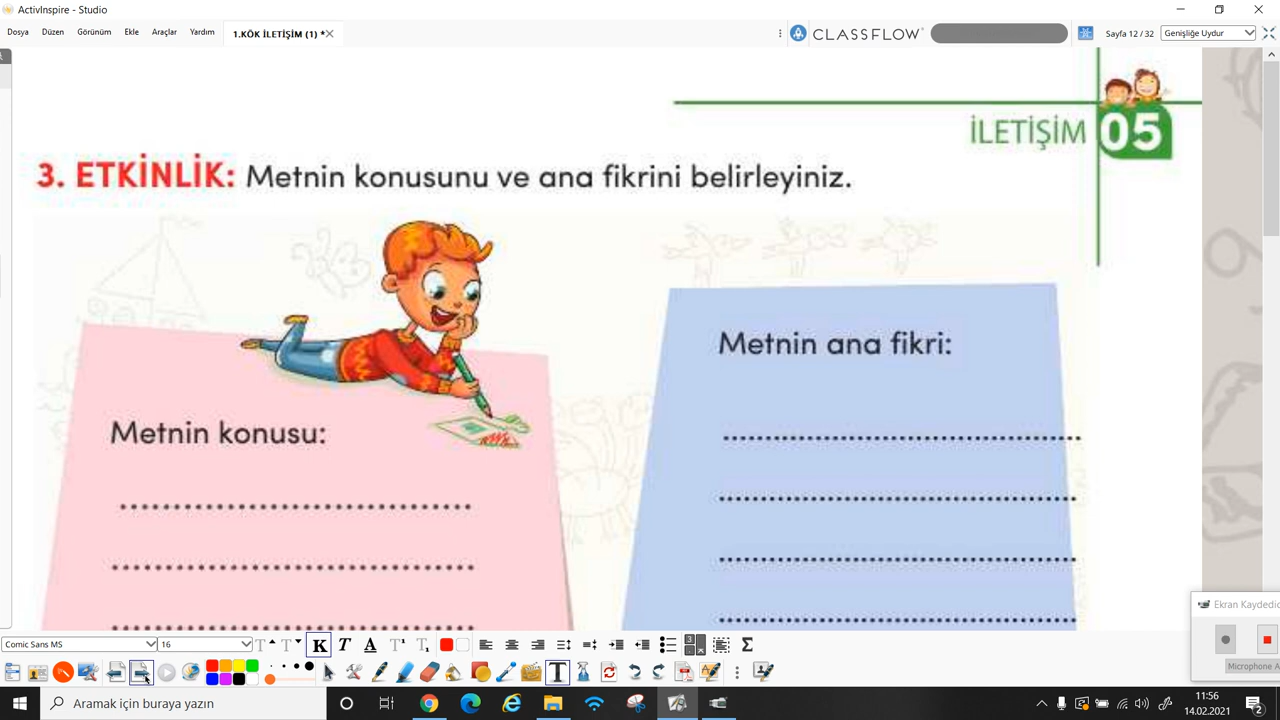 ActivInspire - Studio
Dosya Düzen Görünüm Ekle Araçlar Yardım 1.KÖK İLETİŞİM (1) * CLASSFLOW Sayfa 12 / 32 Genişliğe Uydur
İLETİŞİM 05
3. ETKİNLİK: Metnin konusunu ve ana fikrini belirleyiniz.
Metnin ana fikri:
Metnin konusu:
Ekran Kaydedic
Microphone A
Comic Sans MS 16
Aramak için buraya yazın
11:56
14.02.2021
2